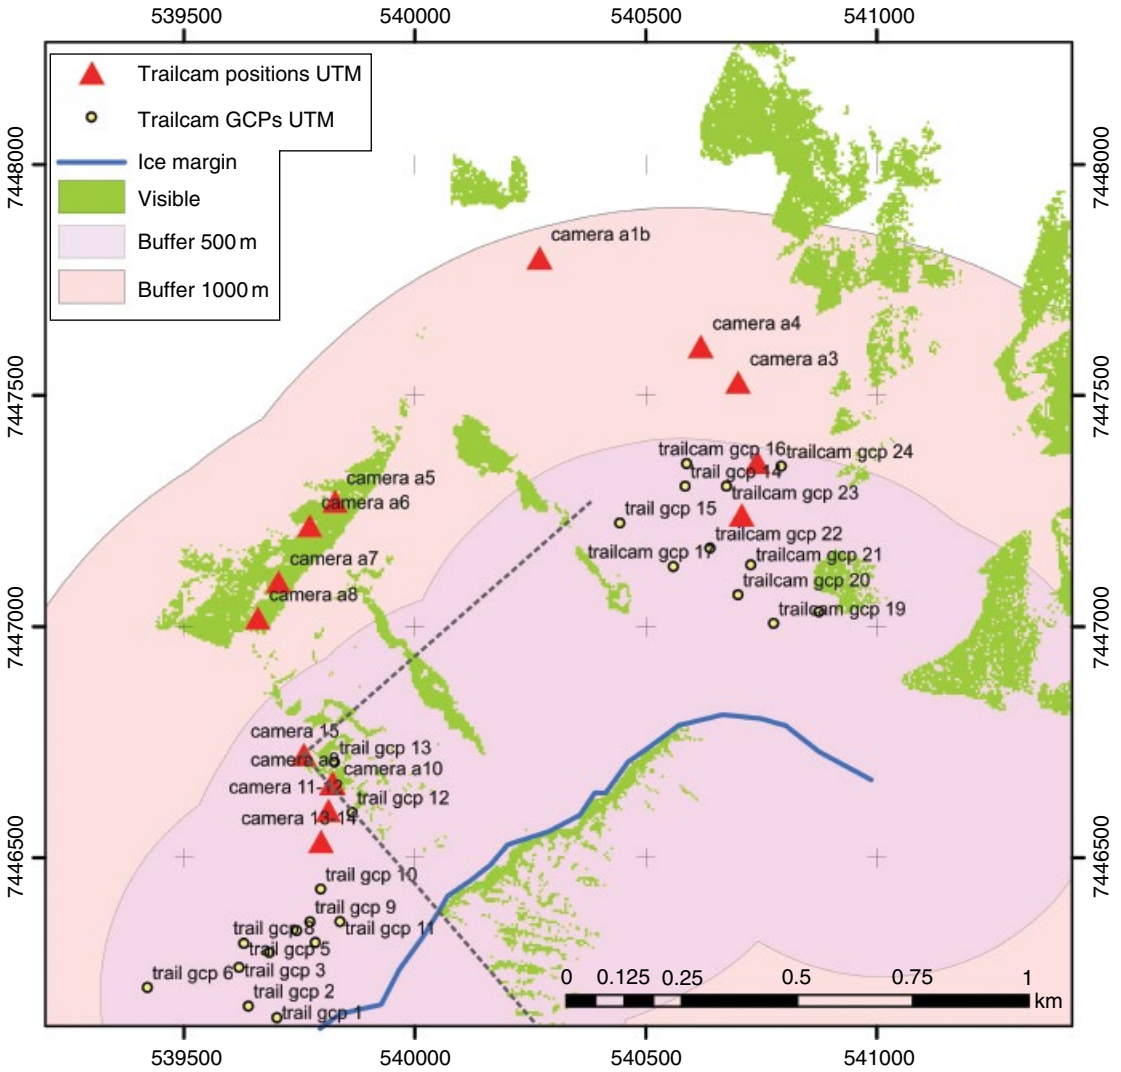 539500 540000 540500 541000
Trailcam positions UTM
Trailcam GCPs UTM
Ice margin
Visible
Buffer 500 m
Buffer 1000 m
7448000
7448000
camera a1b
camera a4
camera a3
7447500
7447500
trailcam gcp 16
trailcam gcp 24
trail gcp 14
trailcam gcp 23
camera a5
camera a6
trail gcp 15
trailcam gcp 22
trailcam gcp 17
trailcam gcp 21
camera a7
trailcam gcp 20
camera a8
trailcam gcp 19
7447000
7447000
camera 15
trail gcp 13
camera a9
camera a10
camera 11-12
trail gcp 12
camera 13-14
7446500
7446500
trail gcp 10
trail gcp 9
trail gcp 8
trail gcp 11
trail gcp 5
trail gcp 6
trail gcp 3
trail gcp 2
trail gcp 1
0 0.125 0.25 0.5 0.75 1
km
539500 540000 540500 541000